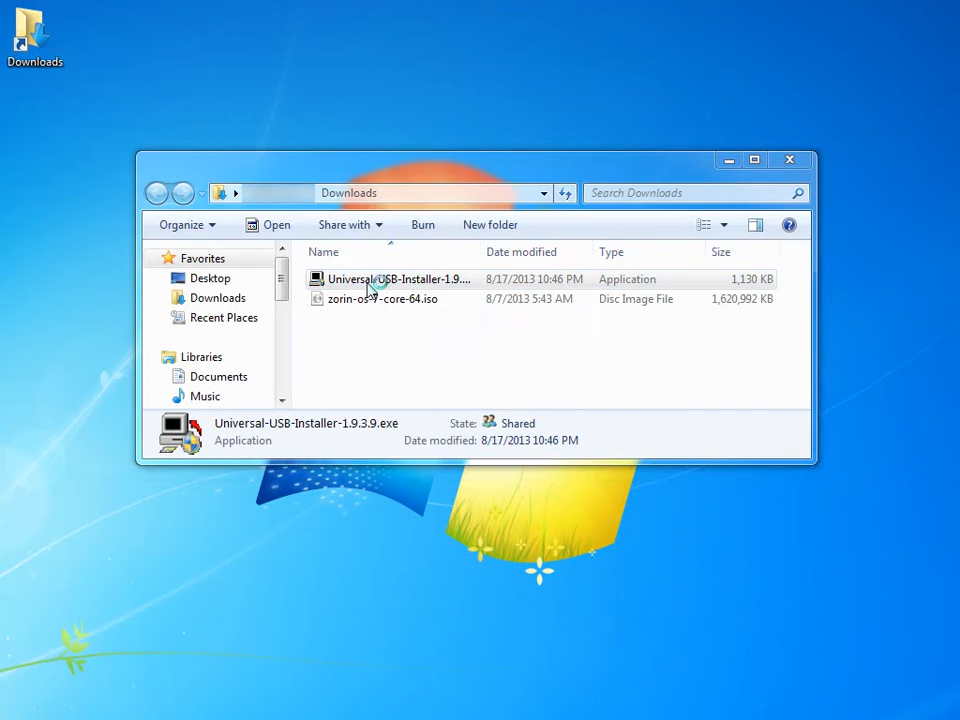 Downloads
Downloads
Search Downloads
Organize Open Share with Burn New folder
Name Date modified Type Size
Favorites
Desktop
Downloads
Recent Places
Libraries
Documents
Music
Universal-USB-Installer-1.9.... 8/17/2013 10:46 PM Application 1,130 KB
zorin-os-7-core-64.iso 8/7/2013 5:43 AM Disc Image File 1,620,992 KB
Universal-USB-Installer-1.9.3.9.exe State: Shared
Application Date modified: 8/17/2013 10:46 PM